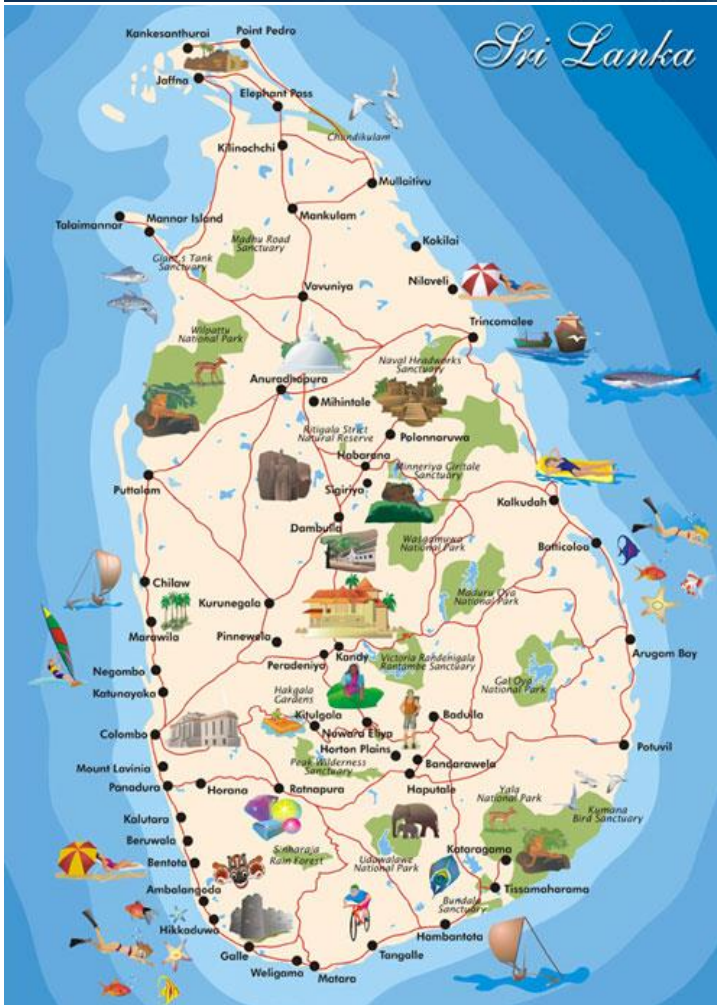 Sri Lanka
Kankesanthurai
Point Pedro
Jaffna
Elephant Pass
Chundikulam
Kilinochchi
Mullaitivu
Mankulam
Talaimannar
Mannar Island
Kokilai
Madhu Road
Sanctuary
Giant,s Tank
Sanctuary
Nilaveli
Vavuniya
Trincomalee
Wilpattu
National Park
Naval Headworks
Sanctuary
Anuradhapura
Mihintale
Ritigala Strict
Natural Reserve
Polonnaruwa
Habarana
Minneriya Giritale
Sanctuary
Puttalam
Sigiriya
Kalkudah
Dambulla
Wasgamuwa
National Park
Batticoloa
Chilaw
Maduru Oya
National Park
Kurunegala
Marawila
Pinnewela
Arugam Bay
Kandy
Peradeniya
Victoria Randenigala
Rantambe Sanctuary
Negombo
Katunayaka
Gal Oya
National Park
Hakgala
Gardens
Kitulgala
Badulla
Nuwara Eliya
Colombo
Horton Plains
Potuvil
Peak Wilderness
Sanctuary
Bandarawela
Mount Lavinia
Panadura
Horana
Ratnapura
Haputale
Yala
National Park
Kumana
Bird Sanctuary
Kalutara
Beruwala
Sinharaja
Rain Forest
Udawalawe
National Park
Kataragama
Bentota
Ambalangoda
Tissamaharama
Bundala
Sanctuary
Hikkaduwa
Hambantota
Galle
Tangalle
Weligama
Matara